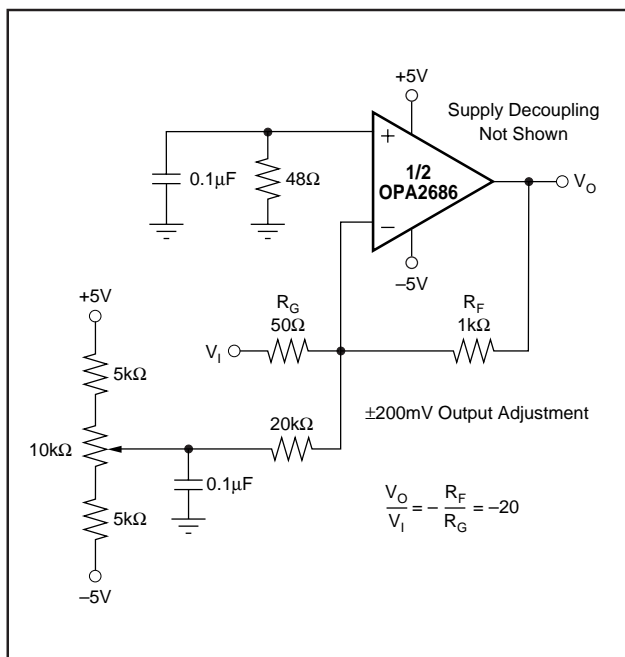 +5V
Supply Decoupling
Not Shown
+
1/2
OPA2686
−
0.1µF
48Ω
V_O
−5V
R_G
50Ω
R_F
1kΩ
+5V
V_I
5kΩ
20kΩ
±200mV Output Adjustment
10kΩ
0.1µF
V_O/V_I = − R_F/R_G = −20
5kΩ
−5V